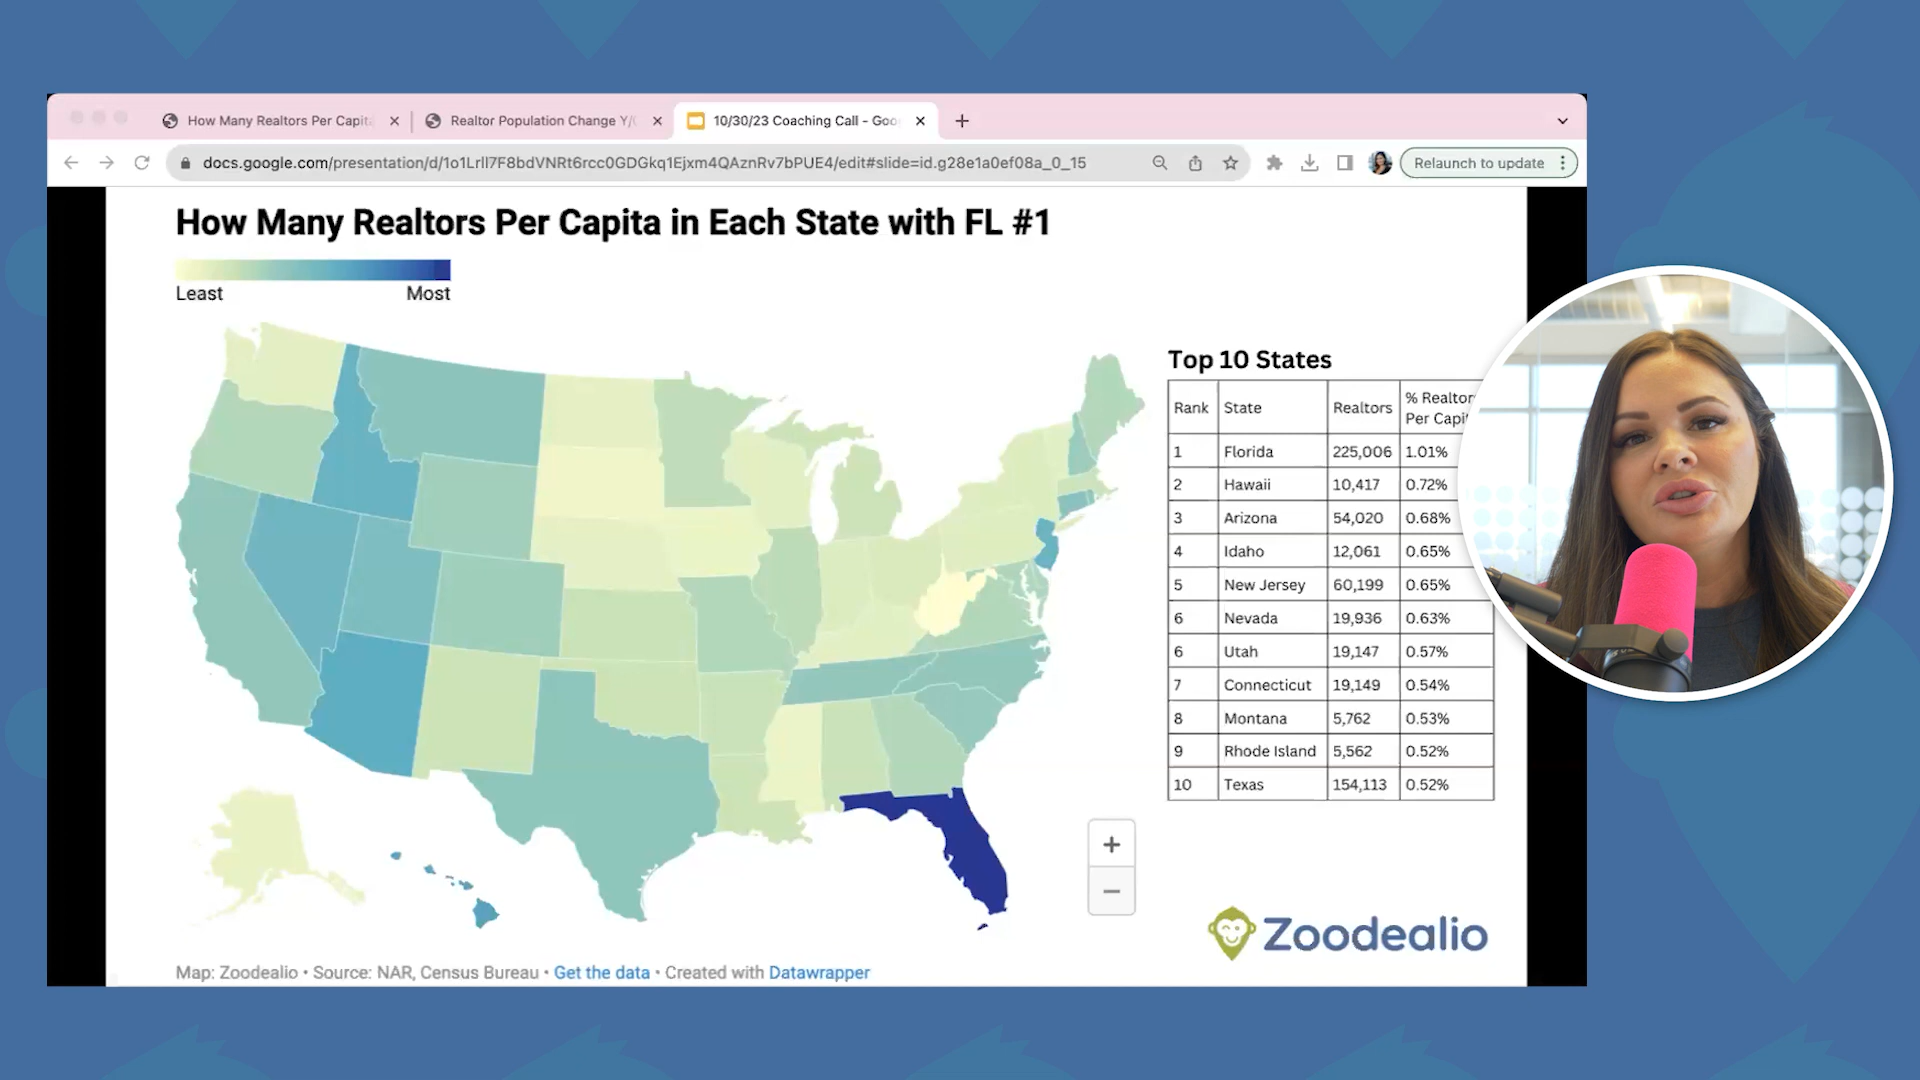 How Many Realtors Per Capit
Realtor Population Change Y/
10/30/23 Coaching Call - Goo
docs.google.com/presentation/d/1o1Lrll7F8bdVNRt6rcc0GDGkq1Ejxm4QAznRv7bPUE4/edit#slide=id.g28e1a0ef08a_0_15
Relaunch to update
How Many Realtors Per Capita in Each State with FL #1
Least Most
Top 10 States
Rank State Realtors % Realtor
Per Capi
1 Florida 225,006 1.01%
2 Hawaii 10,417 0.72%
3 Arizona 54,020 0.68%
4 Idaho 12,061 0.65%
5 New Jersey 60,199 0.65%
6 Nevada 19,936 0.63%
6 Utah 19,147 0.57%
7 Connecticut 19,149 0.54%
8 Montana 5,762 0.53%
9 Rhode Island 5,562 0.52%
10 Texas 154,113 0.52%
+
−
Zoodealio
Map: Zoodealio • Source: NAR, Census Bureau • Get the data • Created with Datawrapper